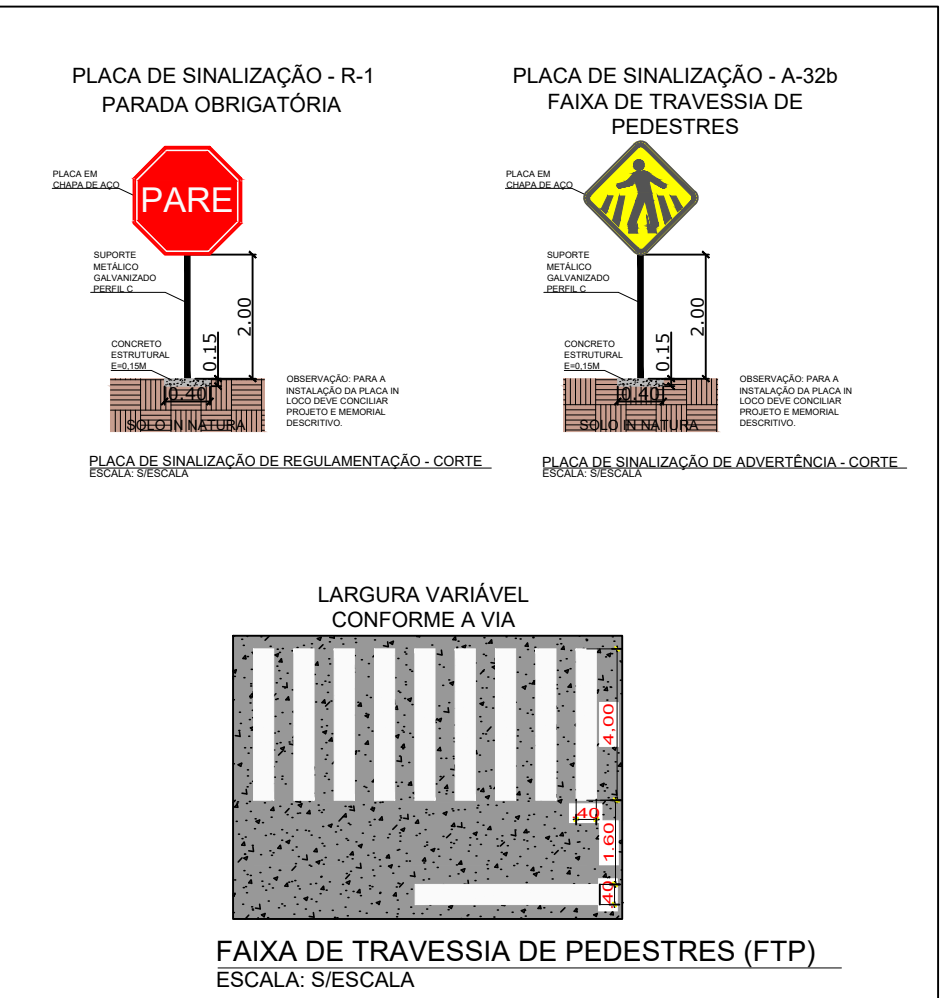 PLACA DE SINALIZAÇÃO - R-1
PARADA OBRIGATÓRIA
PLACA EM
CHAPA DE AÇO
PARE
SUPORTE
METÁLICO
GALVANIZADO
PERFIL C
2.00
CONCRETO
ESTRUTURAL
E=0,15M
0.15
0.40
SOLO IN NATURA
OBSERVAÇÃO: PARA A
INSTALAÇÃO DA PLACA IN
LOCO DEVE CONCILIAR
PROJETO E MEMORIAL
DESCRITIVO.
PLACA DE SINALIZAÇÃO DE REGULAMENTAÇÃO - CORTE
ESCALA: S/ESCALA
PLACA DE SINALIZAÇÃO - A-32b
FAIXA DE TRAVESSIA DE
PEDESTRES
PLACA EM
CHAPA DE AÇO
SUPORTE
METÁLICO
GALVANIZADO
PERFIL C
2.00
CONCRETO
ESTRUTURAL
E=0,15M
0.15
0.40
SOLO IN NATURA
OBSERVAÇÃO: PARA A
INSTALAÇÃO DA PLACA IN
LOCO DEVE CONCILIAR
PROJETO E MEMORIAL
DESCRITIVO.
PLACA DE SINALIZAÇÃO DE ADVERTÊNCIA - CORTE
ESCALA: S/ESCALA
LARGURA VARIÁVEL
CONFORME A VIA
4,00
.40
1.60
.40
FAIXA DE TRAVESSIA DE PEDESTRES (FTP)
ESCALA: S/ESCALA